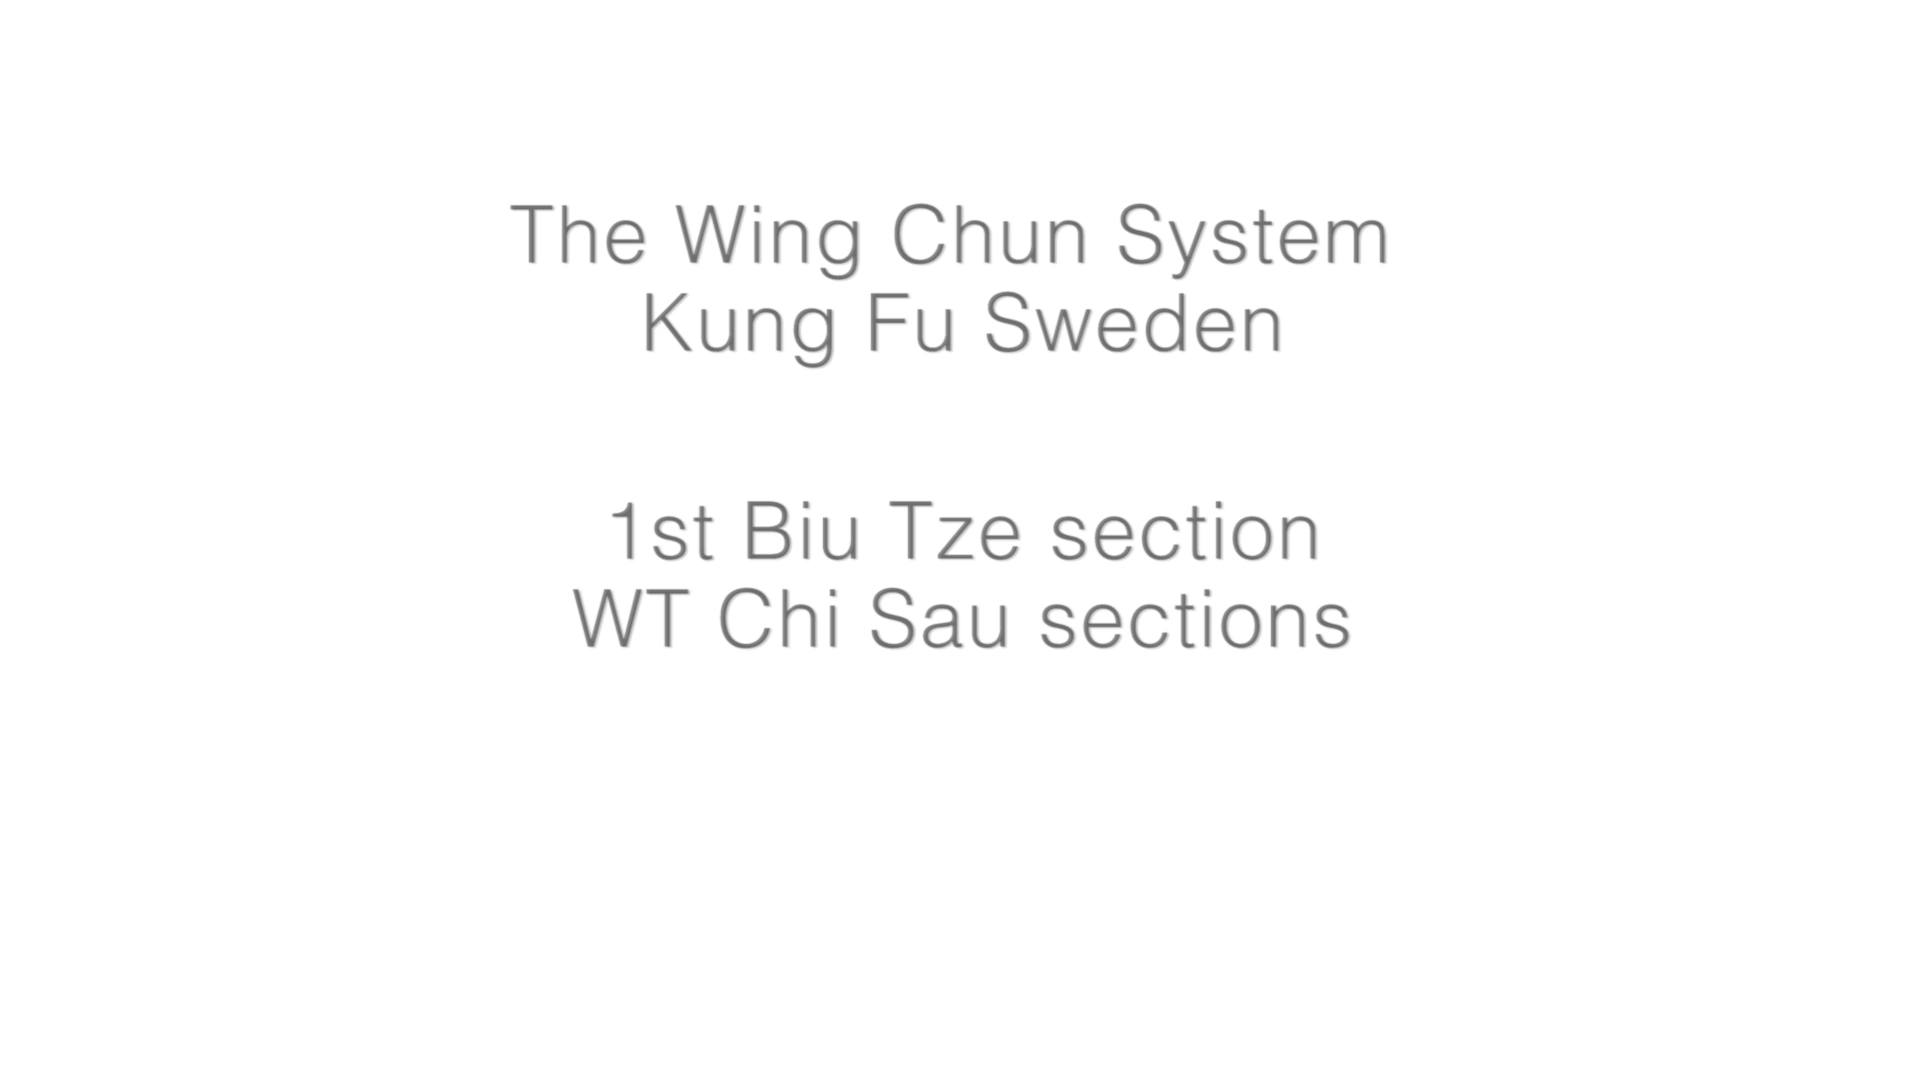 The Wing Chun System
Kung Fu Sweden
1st Biu Tze section
WT Chi Sau sections